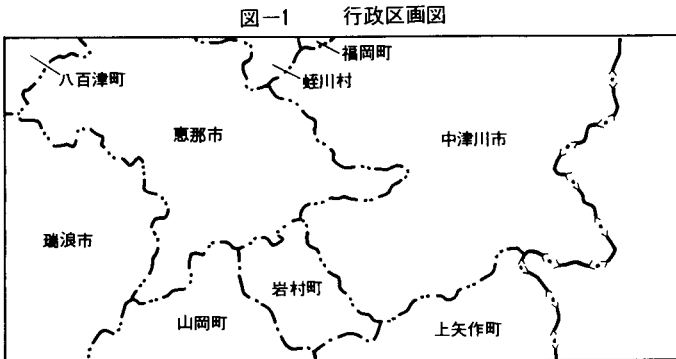 図－1 行政区画図
福岡町
八百津町
蛭川村
恵那市
中津川市
瑞浪市
岩村町
山岡町
上矢作町